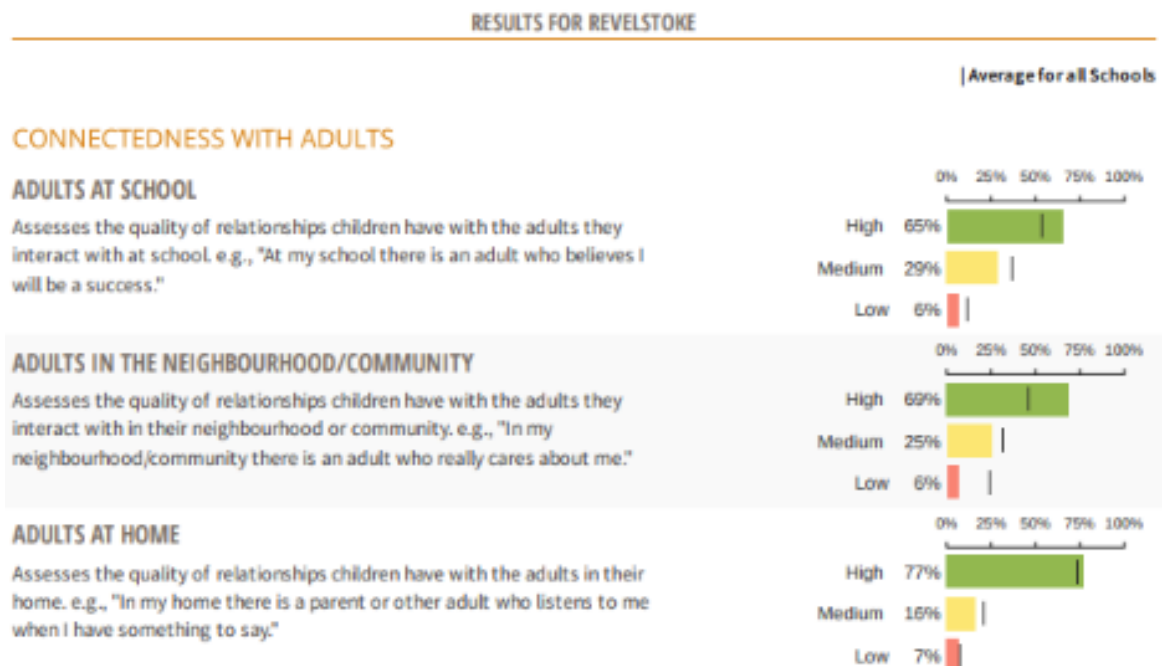 RESULTS FOR REVELSTOKE
| Average for all Schools
CONNECTEDNESS WITH ADULTS
ADULTS AT SCHOOL
Assesses the quality of relationships children have with the adults they
interact with at school. e.g., "At my school there is an adult who believes I
will be a success."
0% 25% 50% 75% 100%
High 65%
Medium 29%
Low 6%
ADULTS IN THE NEIGHBOURHOOD/COMMUNITY
Assesses the quality of relationships children have with the adults they
interact with in their neighbourhood or community. e.g., "In my
neighbourhood/community there is an adult who really cares about me."
0% 25% 50% 75% 100%
High 69%
Medium 25%
Low 6%
ADULTS AT HOME
Assesses the quality of relationships children have with the adults in their
home. e.g., "In my home there is a parent or other adult who listens to me
when I have something to say."
0% 25% 50% 75% 100%
High 77%
Medium 16%
Low 7%